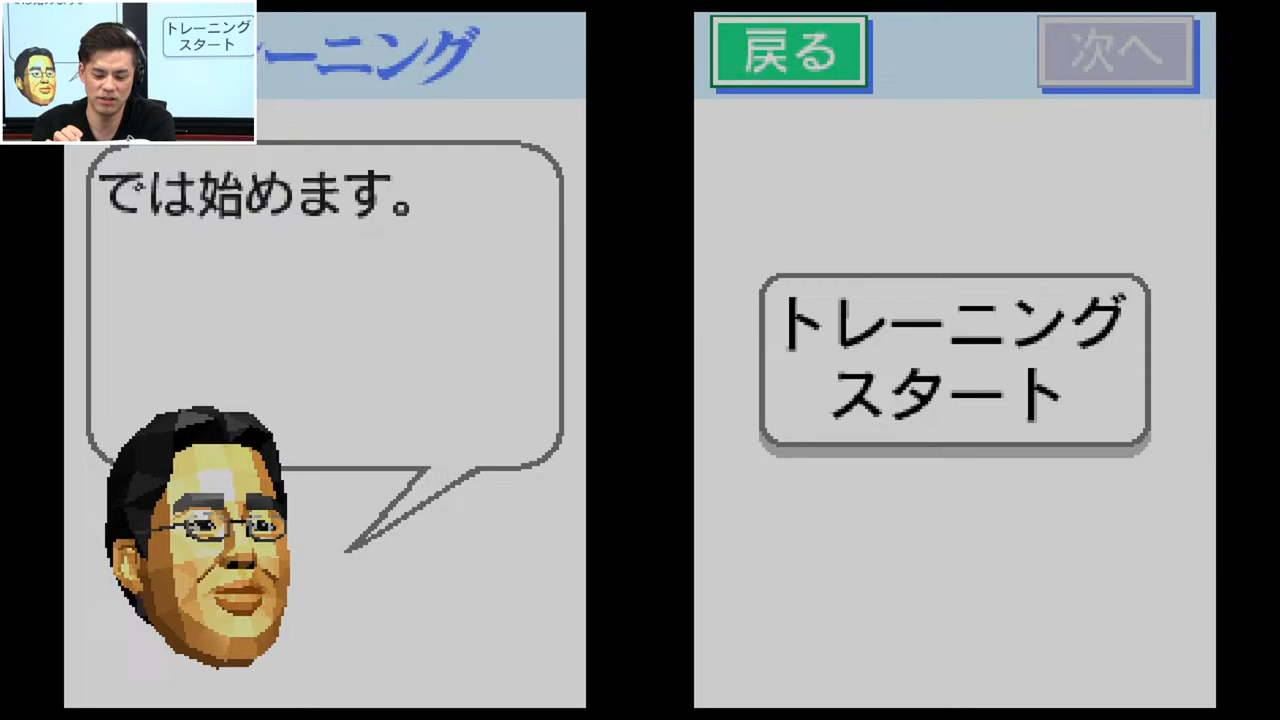 トレーニング
スタート
ーニング
では始めます。
戻る
次へ
トレーニング
スタート